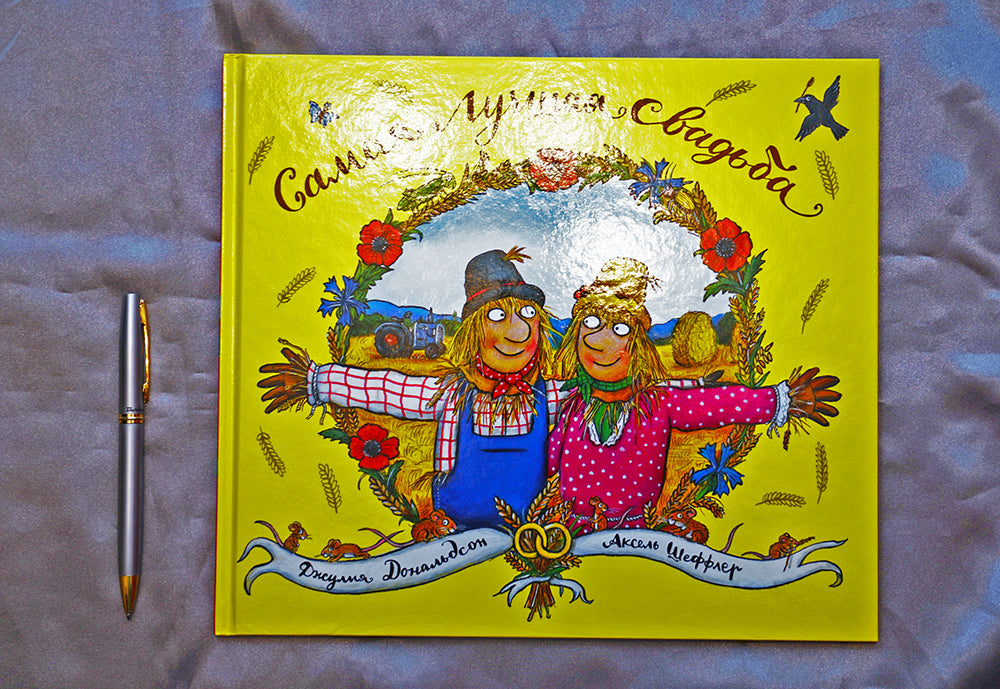 Самая Лучшая Свадьба
Джулия Дональдсон
Аксель Шеффлер